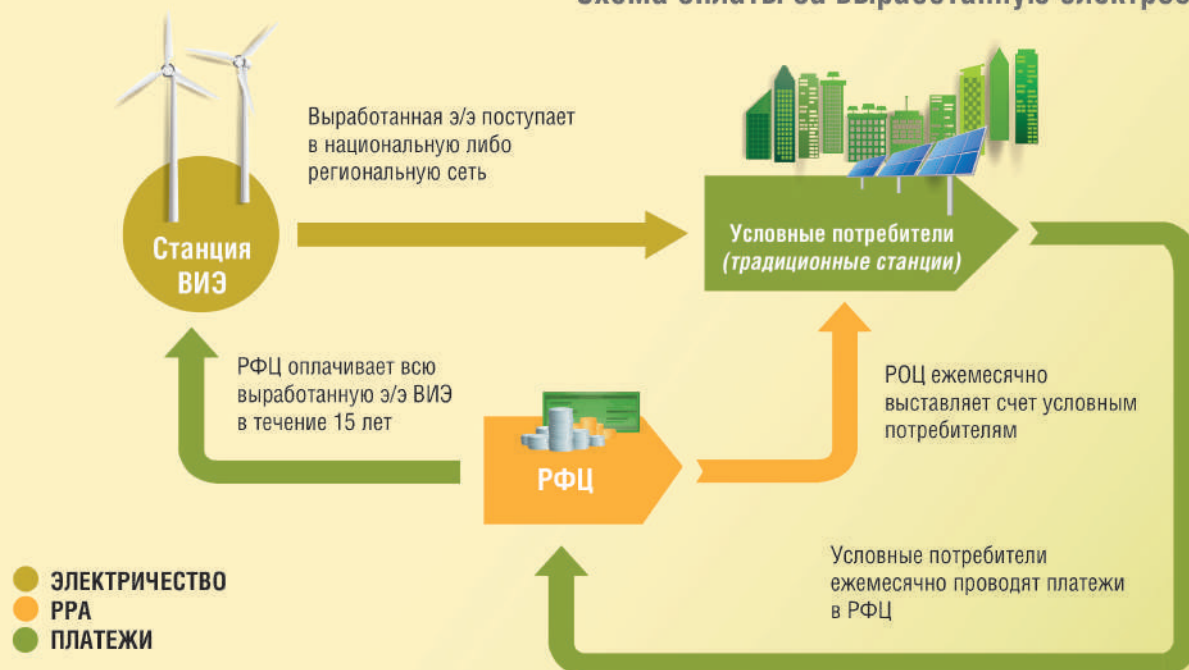 Выработанная э/э поступает
в национальную либо
региональную сеть
Станция
ВИЭ
Условные потребители
(традиционные станции)
РФЦ оплачивает всю
выработанную э/э ВИЭ
в течение 15 лет
РОЦ ежемесячно
выставляет счет условным
потребителям
РФЦ
Условные потребители
ежемесячно проводят платежи
в РФЦ
ЭЛЕКТРИЧЕСТВО
PPA
ПЛАТЕЖИ